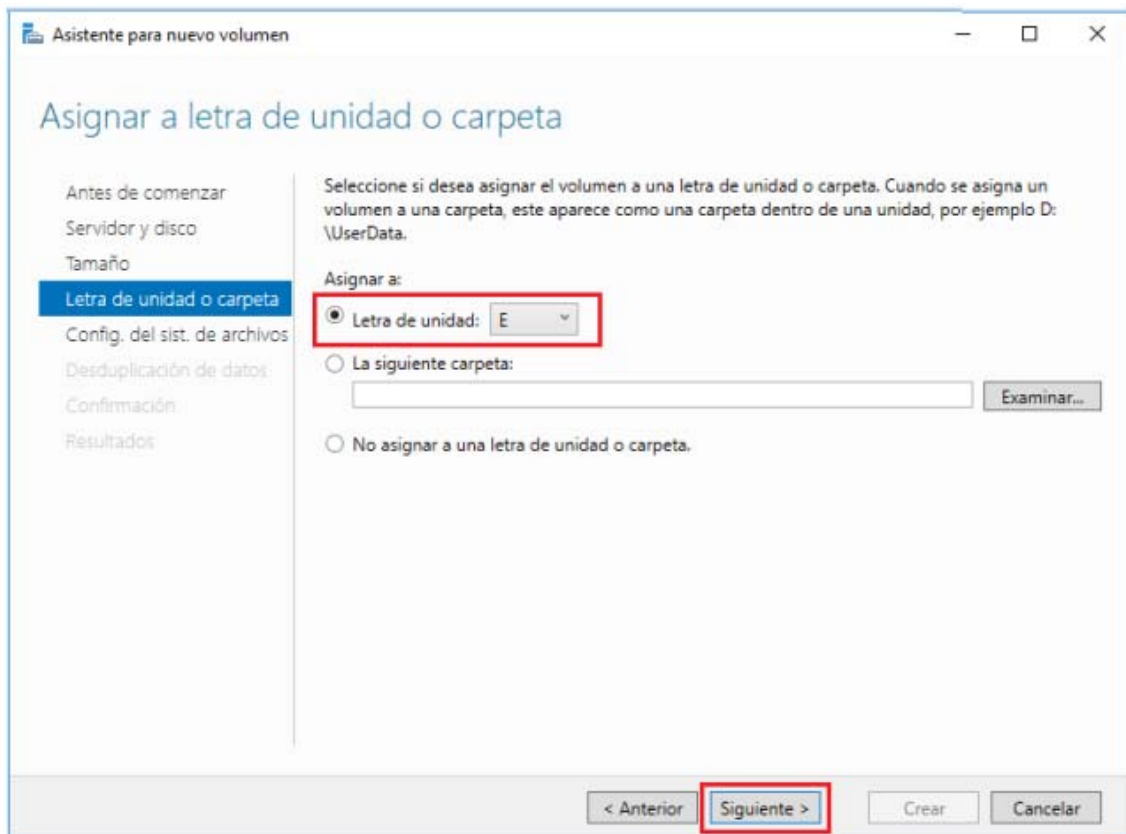 Asistente para nuevo volumen
Asignar a letra de unidad o carpeta
Antes de comenzar
Servidor y disco
Tamaño
Letra de unidad o carpeta
Config. del sist. de archivos
Desduplicación de datos
Confirmación
Resultados
Seleccione si desea asignar el volumen a una letra de unidad o carpeta. Cuando se asigna un
volumen a una carpeta, este aparece como una carpeta dentro de una unidad, por ejemplo D:
\UserData.
Asignar a:
Letra de unidad: E
La siguiente carpeta:
Examinar...
No asignar a una letra de unidad o carpeta.
< Anterior Siguiente > Crear Cancelar